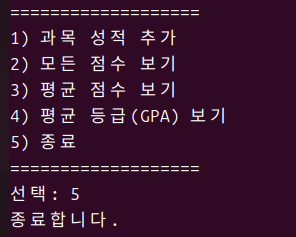 ===================
1) 과목 성적 추가
2) 모든 점수 보기
3) 평균 점수 보기
4) 평균 등급(GPA) 보기
5) 종료
===================
선택: 5
종료합니다.